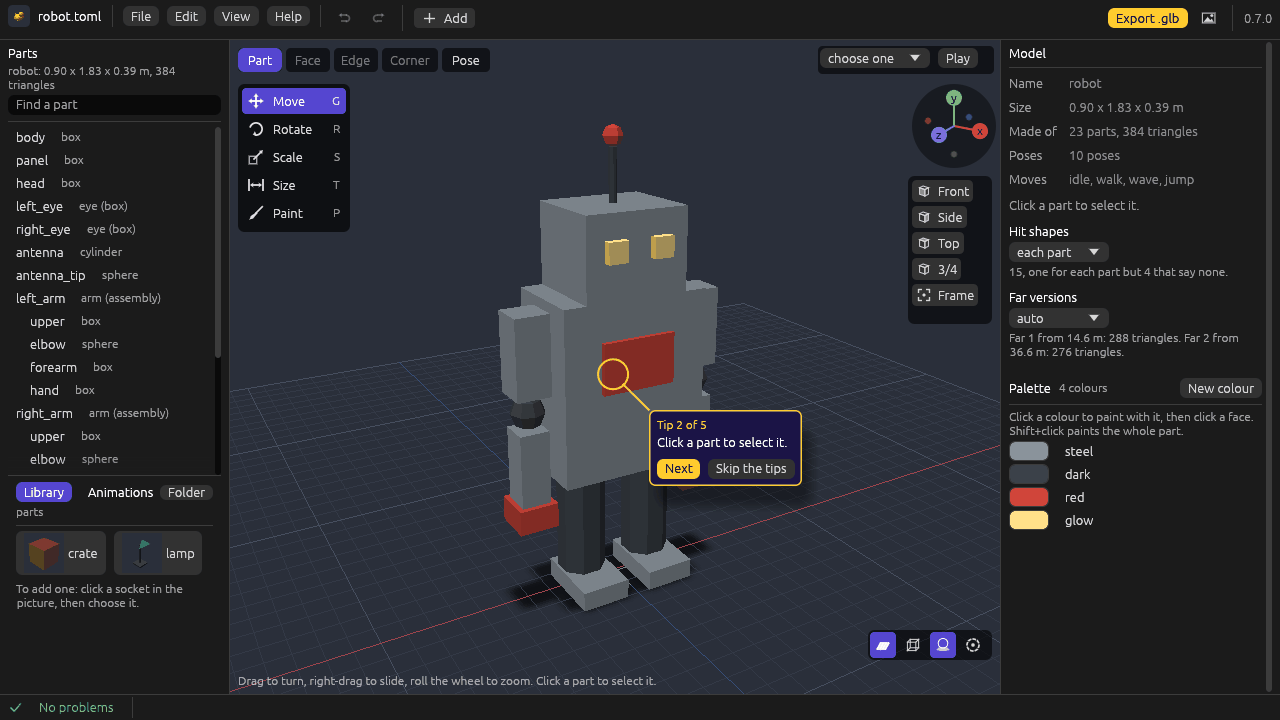 robot.toml
File
Edit
View
Help
Add
Export .glb
0.7.0
Parts
robot: 0.90 x 1.83 x 0.39 m, 384
triangles
Find a part
body box
panel box
head box
left_eye eye (box)
right_eye eye (box)
antenna cylinder
antenna_tip sphere
left_arm arm (assembly)
upper box
elbow sphere
forearm box
hand box
right_arm arm (assembly)
upper box
elbow sphere
Library
Animations
Folder
parts
crate
lamp
To add one: click a socket in the
picture, then choose it.
Part
Face
Edge
Corner
Pose
Move G
Rotate R
Scale S
Size T
Paint P
choose one
Play
y
x
z
Front
Side
Top
3/4
Frame
Tip 2 of 5
Click a part to select it.
Next
Skip the tips
Drag to turn, right-drag to slide, roll the wheel to zoom. Click a part to select it.
Model
Name robot
Size 0.90 x 1.83 x 0.39 m
Made of 23 parts, 384 triangles
Poses 10 poses
Moves idle, walk, wave, jump
Click a part to select it.
Hit shapes
each part
15, one for each part but 4 that say none.
Far versions
auto
Far 1 from 14.6 m: 288 triangles. Far 2 from
36.6 m: 276 triangles.
Palette 4 colours
New colour
Click a colour to paint with it, then click a face.
Shift+click paints the whole part.
steel
dark
red
glow
No problems